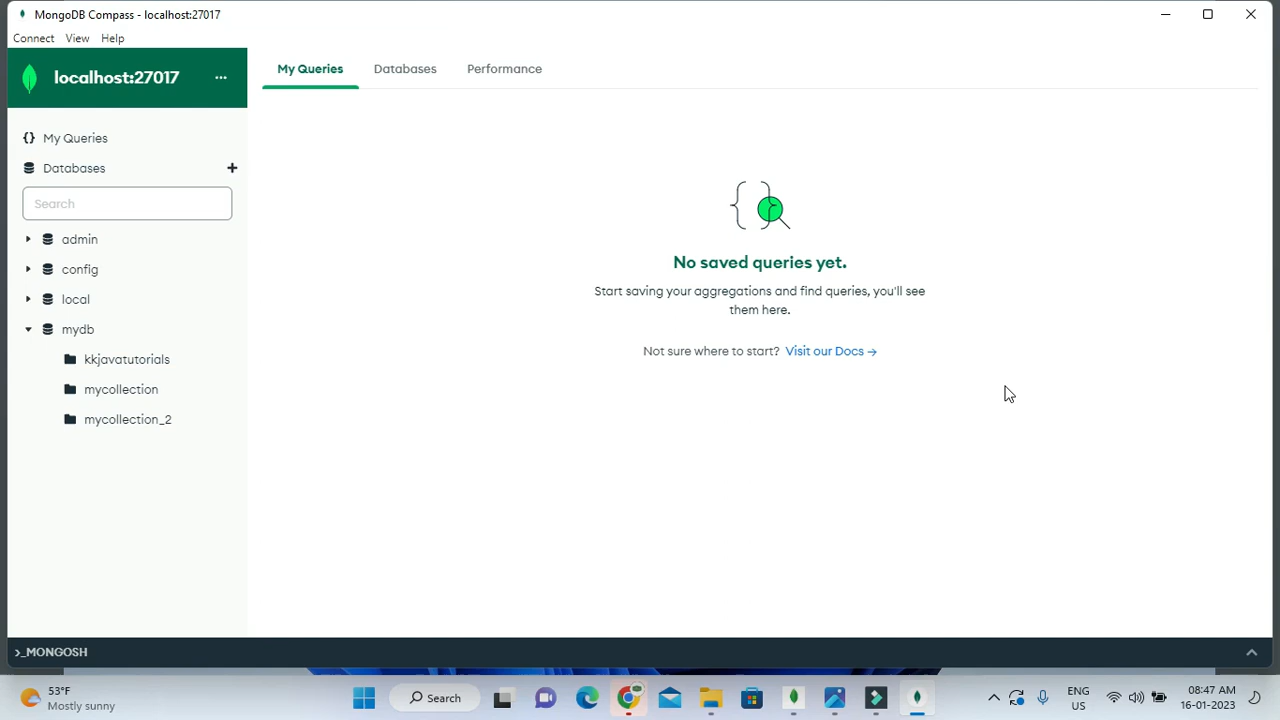 MongoDB Compass - localhost:27017
Connect View Help
localhost:27017 ...
My Queries Databases Performance
{} My Queries
Databases +
Search
admin
config
local
mydb
kkjavatutorials
mycollection
mycollection_2
No saved queries yet.
Start saving your aggregations and find queries, you'll see
them here.
Not sure where to start? Visit our Docs →
>_MONGOSH
53°F
Mostly sunny
Search
ENG
US
08:47 AM
16-01-2023